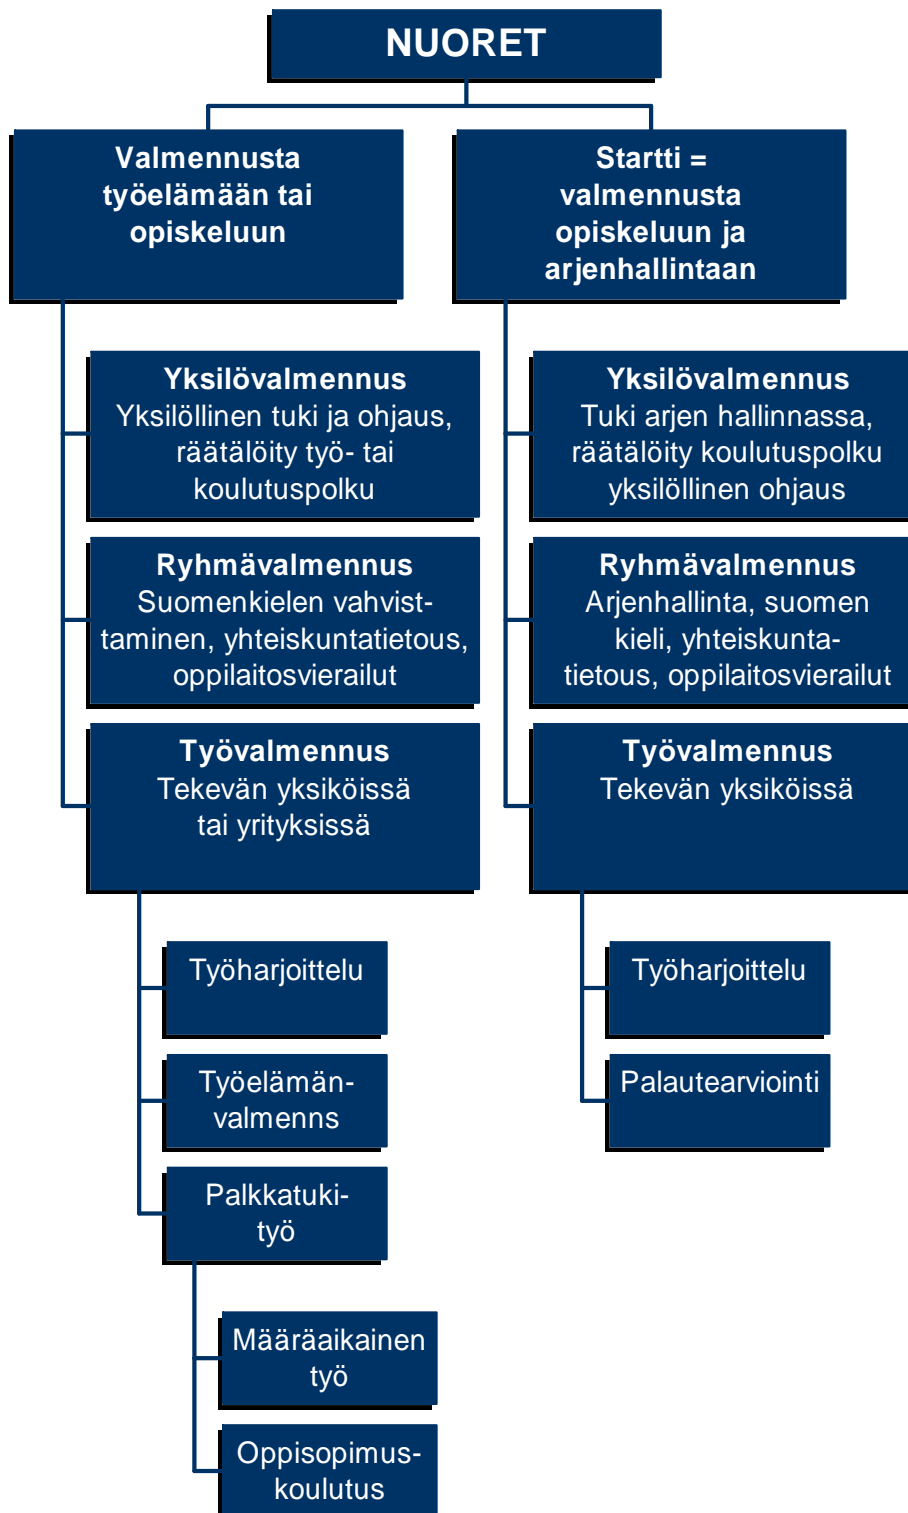 NUORET
Valmennusta
työelämään tai
opiskeluun
Startti =
valmennusta
opiskeluun ja
arjenhallintaan
Yksilövalmennus
Yksilöllinen tuki ja ohjaus,
räätälöity työ- tai
koulutuspolku
Yksilövalmennus
Tuki arjen hallinnassa,
räätälöity koulutuspolku
yksilöllinen ohjaus
Ryhmävalmennus
Suomenkielen vahvist-
taminen, yhteiskuntatietous,
oppilaitosvierailut
Ryhmävalmennus
Arjenhallinta, suomen
kieli, yhteiskunta-
tietous, oppilaitosvierailut
Työvalmennus
Tekevän yksiköissä
tai yrityksissä
Työvalmennus
Tekevän yksiköissä
Työharjoittelu
Työelämän-
valmenns
Palkkatuki-
työ
Määräaikainen
työ
Oppisopimus-
koulutus
Työharjoittelu
Palautearviointi